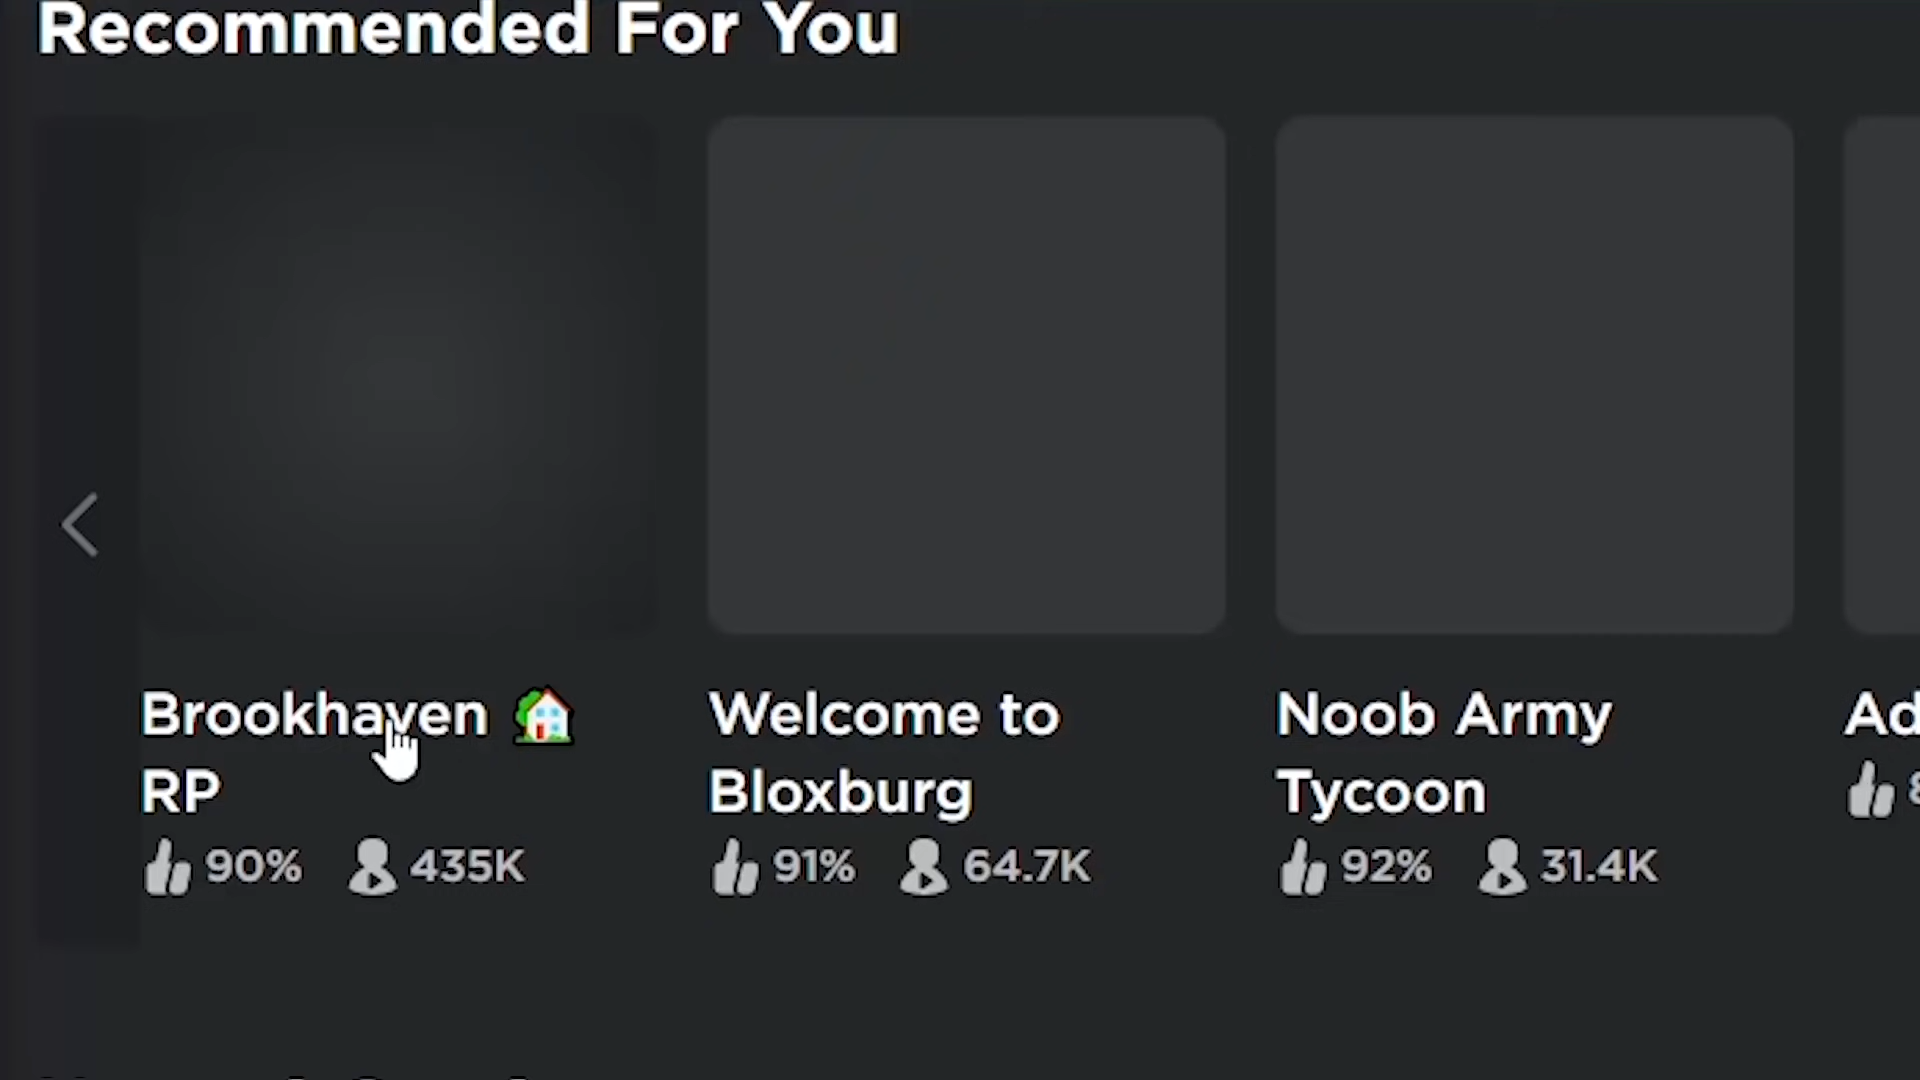 Recommended For You
Brookhaven 🏡
RP
90% 435K
Welcome to
Bloxburg
91% 64.7K
Noob Army
Tycoon
92% 31.4K
Ad